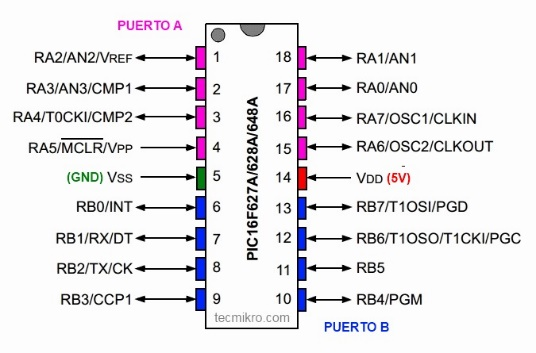 PUERTO A
RA2/AN2/VREF 1 18 RA1/AN1
RA3/AN3/CMP1 2 17 RA0/AN0
RA4/T0CKI/CMP2 3 16 RA7/OSC1/CLKIN
RA5/MCLR/VPP 4 15 RA6/OSC2/CLKOUT
(GND) VSS 5 14 VDD (5V)
RB0/INT 6 13 RB7/T1OSI/PGD
RB1/RX/DT 7 12 RB6/T1OSO/T1CKI/PGC
RB2/TX/CK 8 11 RB5
RB3/CCP1 9 10 RB4/PGM
PIC16F627A/628A/648A
tecmikro.com
PUERTO B